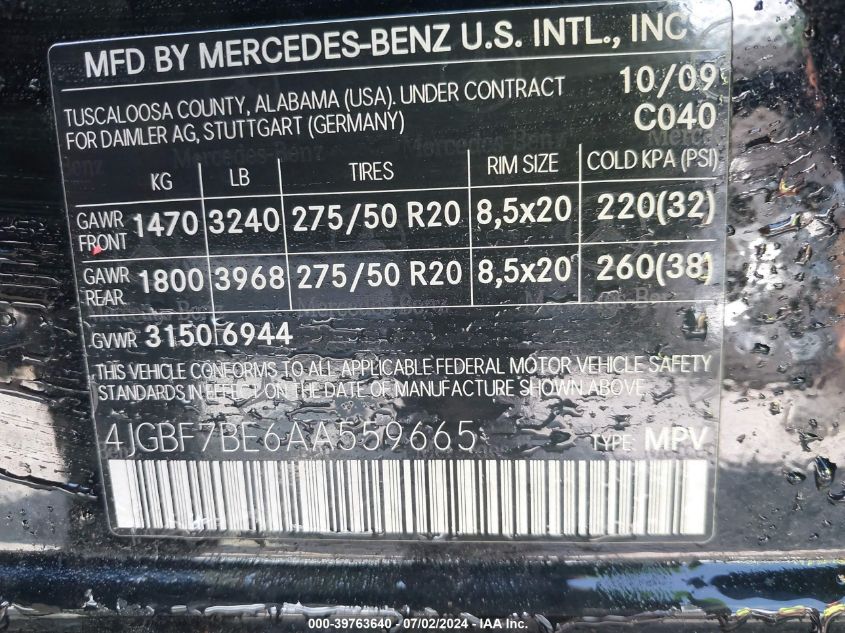 MFD BY MERCEDES-BENZ U.S. INTL., INC
TUSCALOOSA COUNTY, ALABAMA (USA). UNDER CONTRACT
FOR DAIMLER AG, STUTTGART (GERMANY)
10/09
C040
KG LB TIRES RIM SIZE COLD KPA (PSI)
GAWR FRONT 1470 3240 275/50 R20 8,5x20 220(32)
GAWR REAR 1800 3968 275/50 R20 8,5x20 260(38)
GVWR 3150 6944
THIS VEHICLE CONFORMS TO ALL APPLICABLE FEDERAL MOTOR VEHICLE SAFETY
STANDARDS IN EFFECT ON THE DATE OF MANUFACTURE SHOWN ABOVE
4JGBF7BE6AA559665 TYPE: MPV
000-39763640 - 07/02/2024 - IAA Inc.